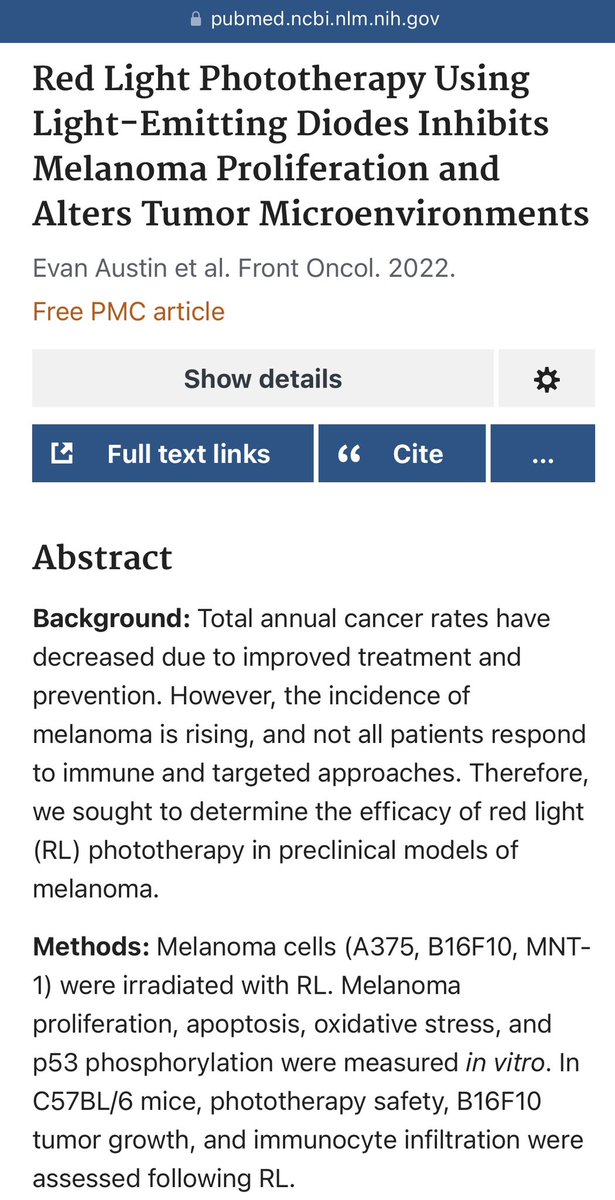 pubmed.ncbi.nlm.nih.gov
Red Light Phototherapy Using
Light-Emitting Diodes Inhibits
Melanoma Proliferation and
Alters Tumor Microenvironments
Evan Austin et al. Front Oncol. 2022.
Free PMC article
Show details
Full text links
Cite
...
Abstract
Background: Total annual cancer rates have
decreased due to improved treatment and
prevention. However, the incidence of
melanoma is rising, and not all patients respond
to immune and targeted approaches. Therefore,
we sought to determine the efficacy of red light
(RL) phototherapy in preclinical models of
melanoma.
Methods: Melanoma cells (A375, B16F10, MNT-
1) were irradiated with RL. Melanoma
proliferation, apoptosis, oxidative stress, and
p53 phosphorylation were measured in vitro. In
C57BL/6 mice, phototherapy safety, B16F10
tumor growth, and immunocyte infiltration were
assessed following RL.